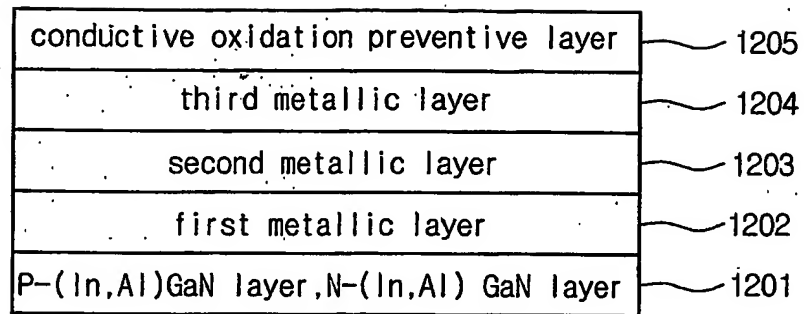 conductive oxidation preventive layer 1205
third metallic layer 1204
second metallic layer 1203
first metallic layer 1202
P-(In,Al)GaN layer,N-(In,Al) GaN layer 1201